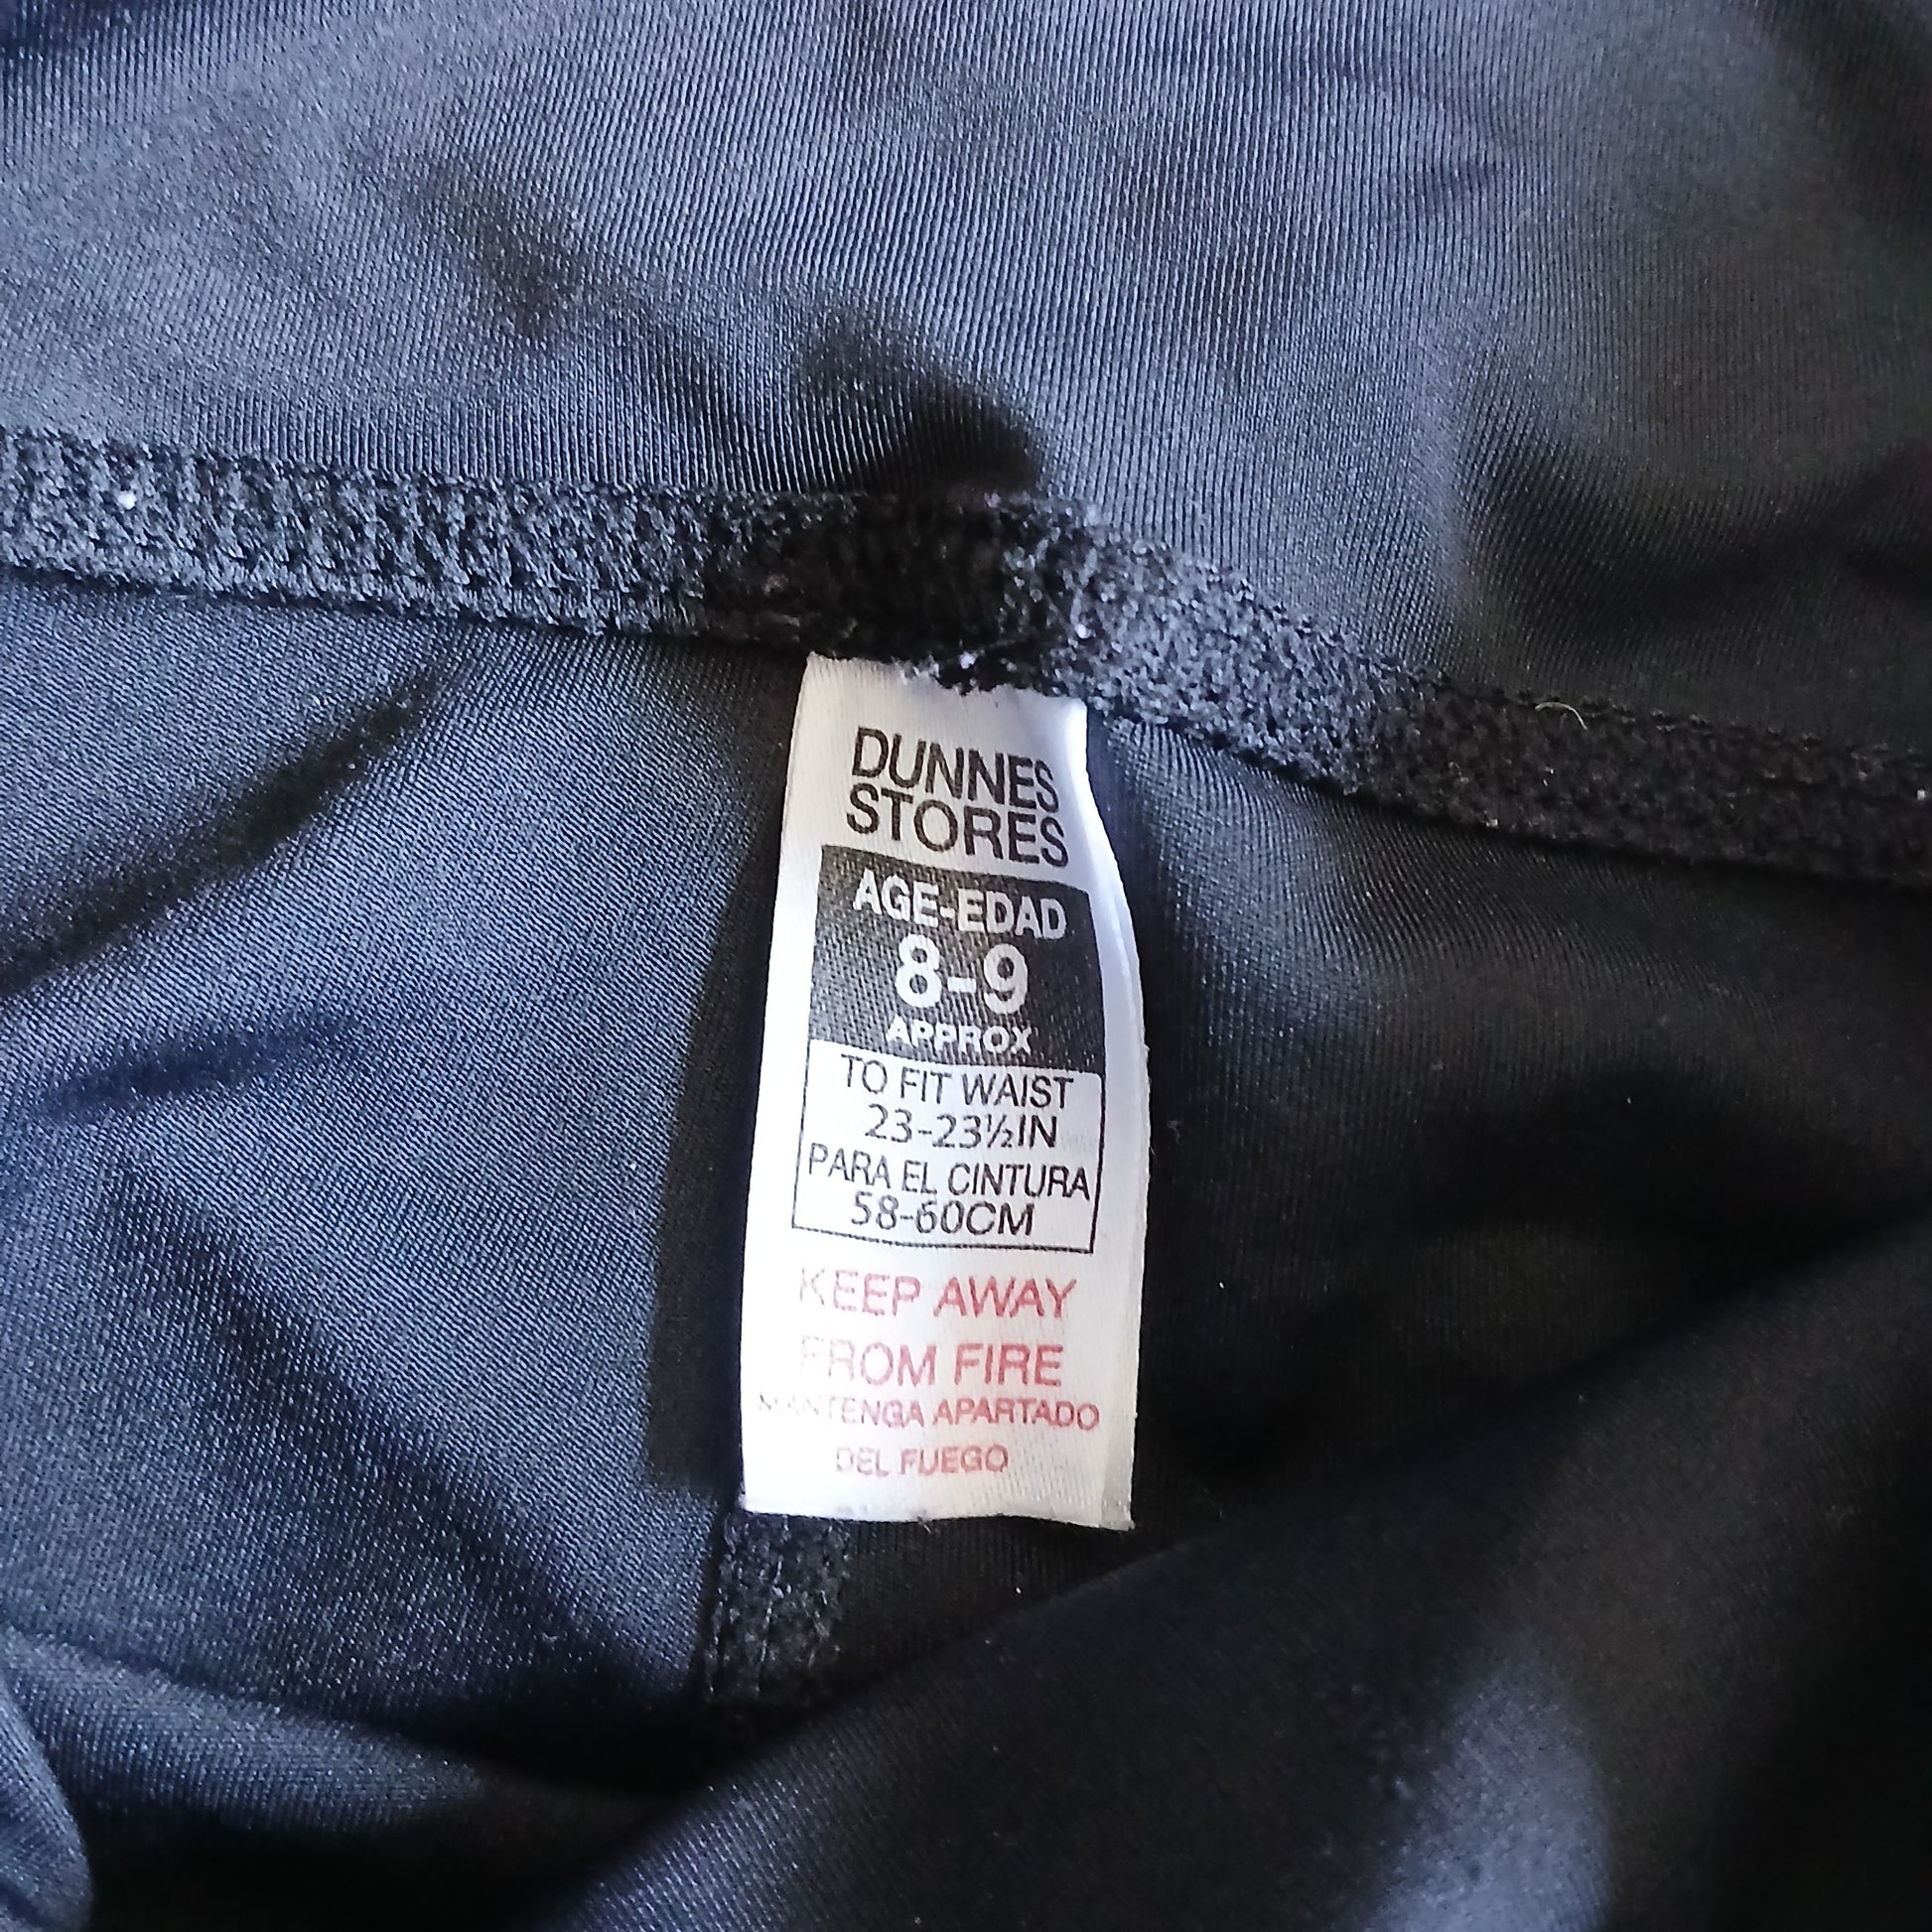 DUNNES
STORES
AGE-EDAD
8-9
APPROX
TO FIT WAIST
23-23½IN
PARA EL CINTURA
58-60CM
KEEP AWAY
FROM FIRE
MANTENGA APARTADO
DEL FUEGO